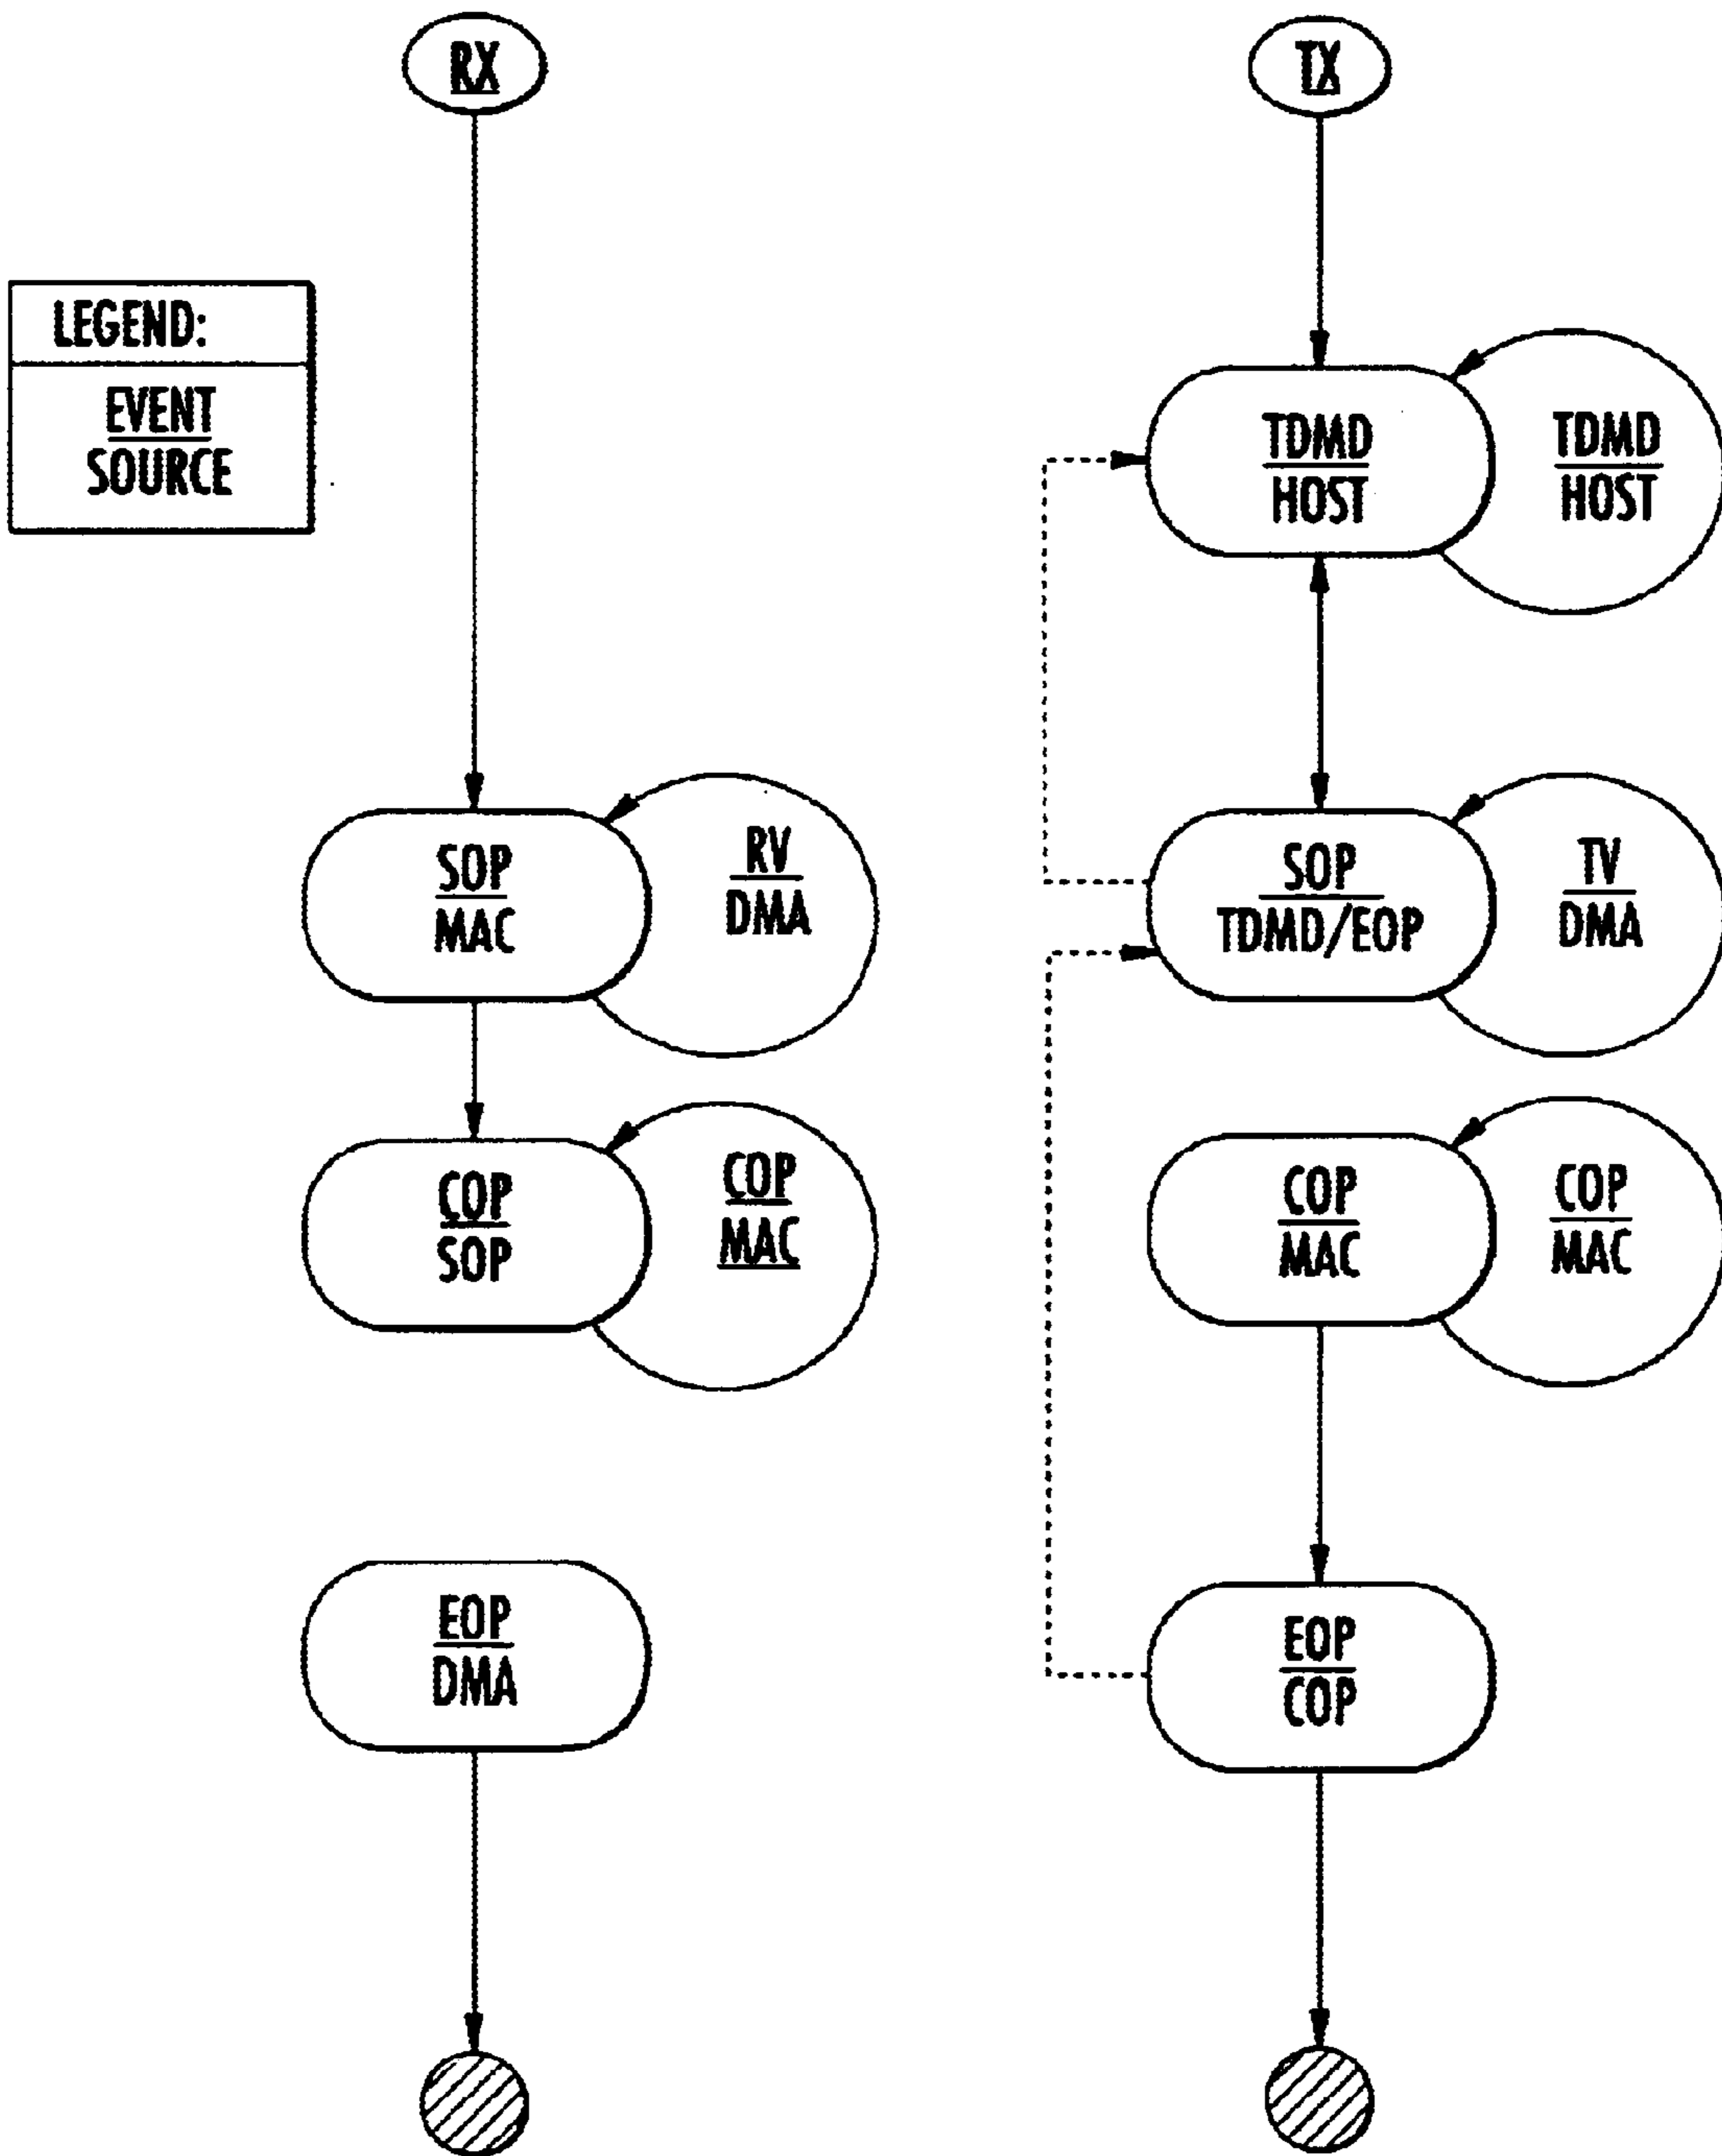 RX
TX
LEGEND:
EVENT
SOURCE
TDMD
HOST
TDMD
HOST
SOP
MAC
RV
DMA
SOP
TDMD/EOP
TV
DMA
COP
SOP
COP
MAC
COP
MAC
COP
MAC
EOP
DMA
EOP
COP